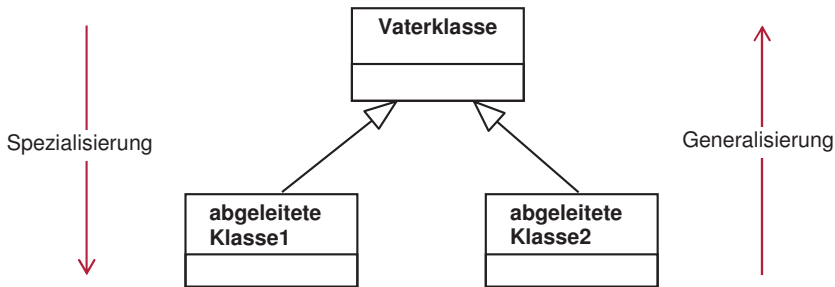 Vaterklasse
Spezialisierung
Generalisierung
abgeleitete
Klasse1
abgeleitete
Klasse2